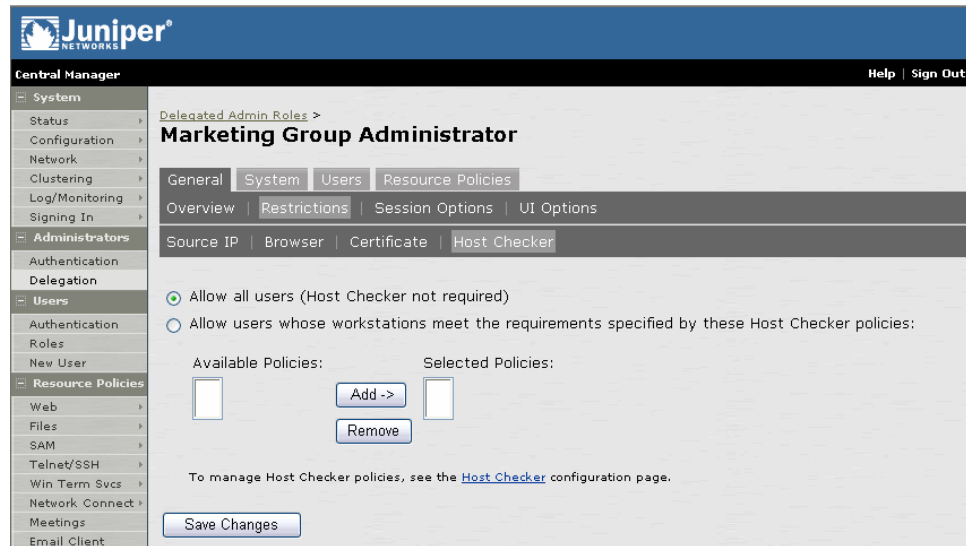 Juniper®
NETWORKS
Central Manager
Help | Sign Out
System
Status
Configuration
Network
Clustering
Log/Monitoring
Signing In
Administrators
Authentication
Delegation
Users
Authentication
Roles
New User
Resource Policies
Web
Files
SAM
Telnet/SSH
Win Term Svcs
Network Connect
Meetings
Email Client
Delegated Admin Roles >
Marketing Group Administrator
General System Users Resource Policies
Overview | Restrictions | Session Options | UI Options
Source IP | Browser | Certificate | Host Checker
Allow all users (Host Checker not required)
Allow users whose workstations meet the requirements specified by these Host Checker policies:
Available Policies: Selected Policies:
Add ->
Remove
To manage Host Checker policies, see the Host Checker configuration page.
Save Changes